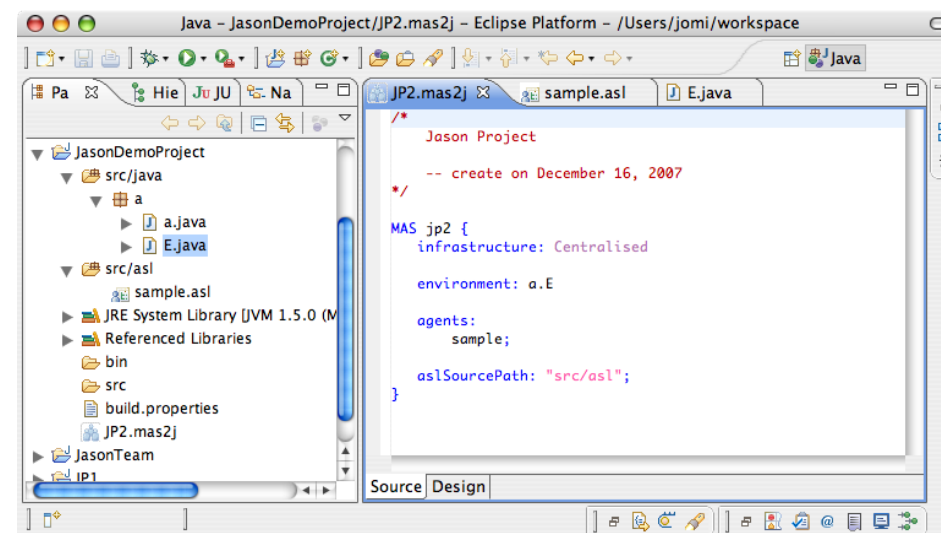 Java – JasonDemoProject/JP2.mas2j – Eclipse Platform – /Users/jomi/workspace
Java
Pa Hie JU Na
JasonDemoProject
src/java
a
a.java
E.java
src/asl
sample.asl
JRE System Library [JVM 1.5.0 (M
Referenced Libraries
bin
src
build.properties
JP2.mas2j
JasonTeam
JP1
JP2.mas2j sample.asl E.java
/*
Jason Project
-- create on December 16, 2007
*/
MAS jp2 {
infrastructure: Centralised
environment: a.E
agents:
sample;
aslSourcePath: "src/asl";
}
Source Design